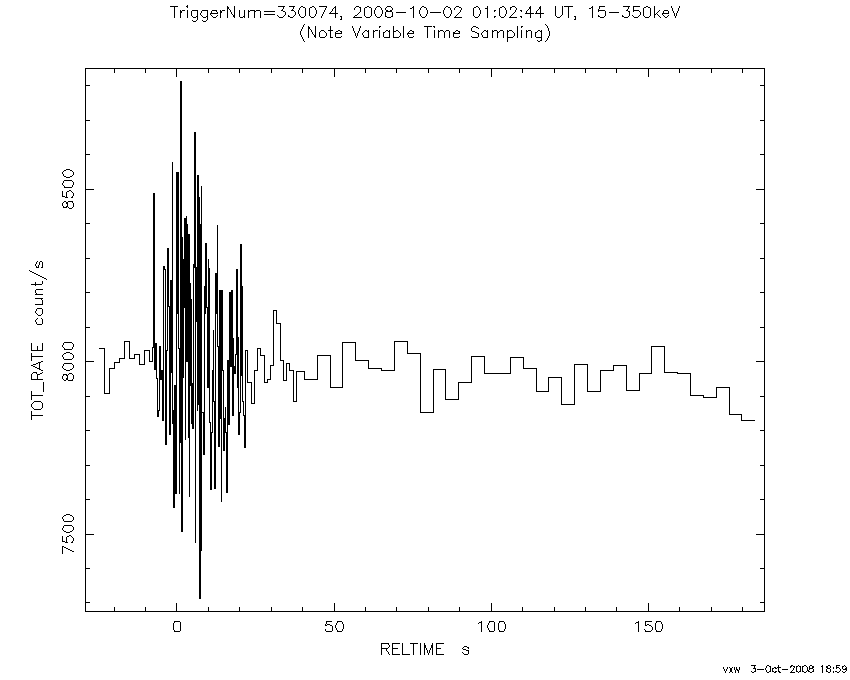 TriggerNum=330074, 2008-10-02 01:02:44 UT, 15-350keV
(Note Variable Time Sampling)
TOT_RATE count/s
8500
8000
7500
0 50 100 150
RELTIME s
vxw 3-Oct-2008 18:59